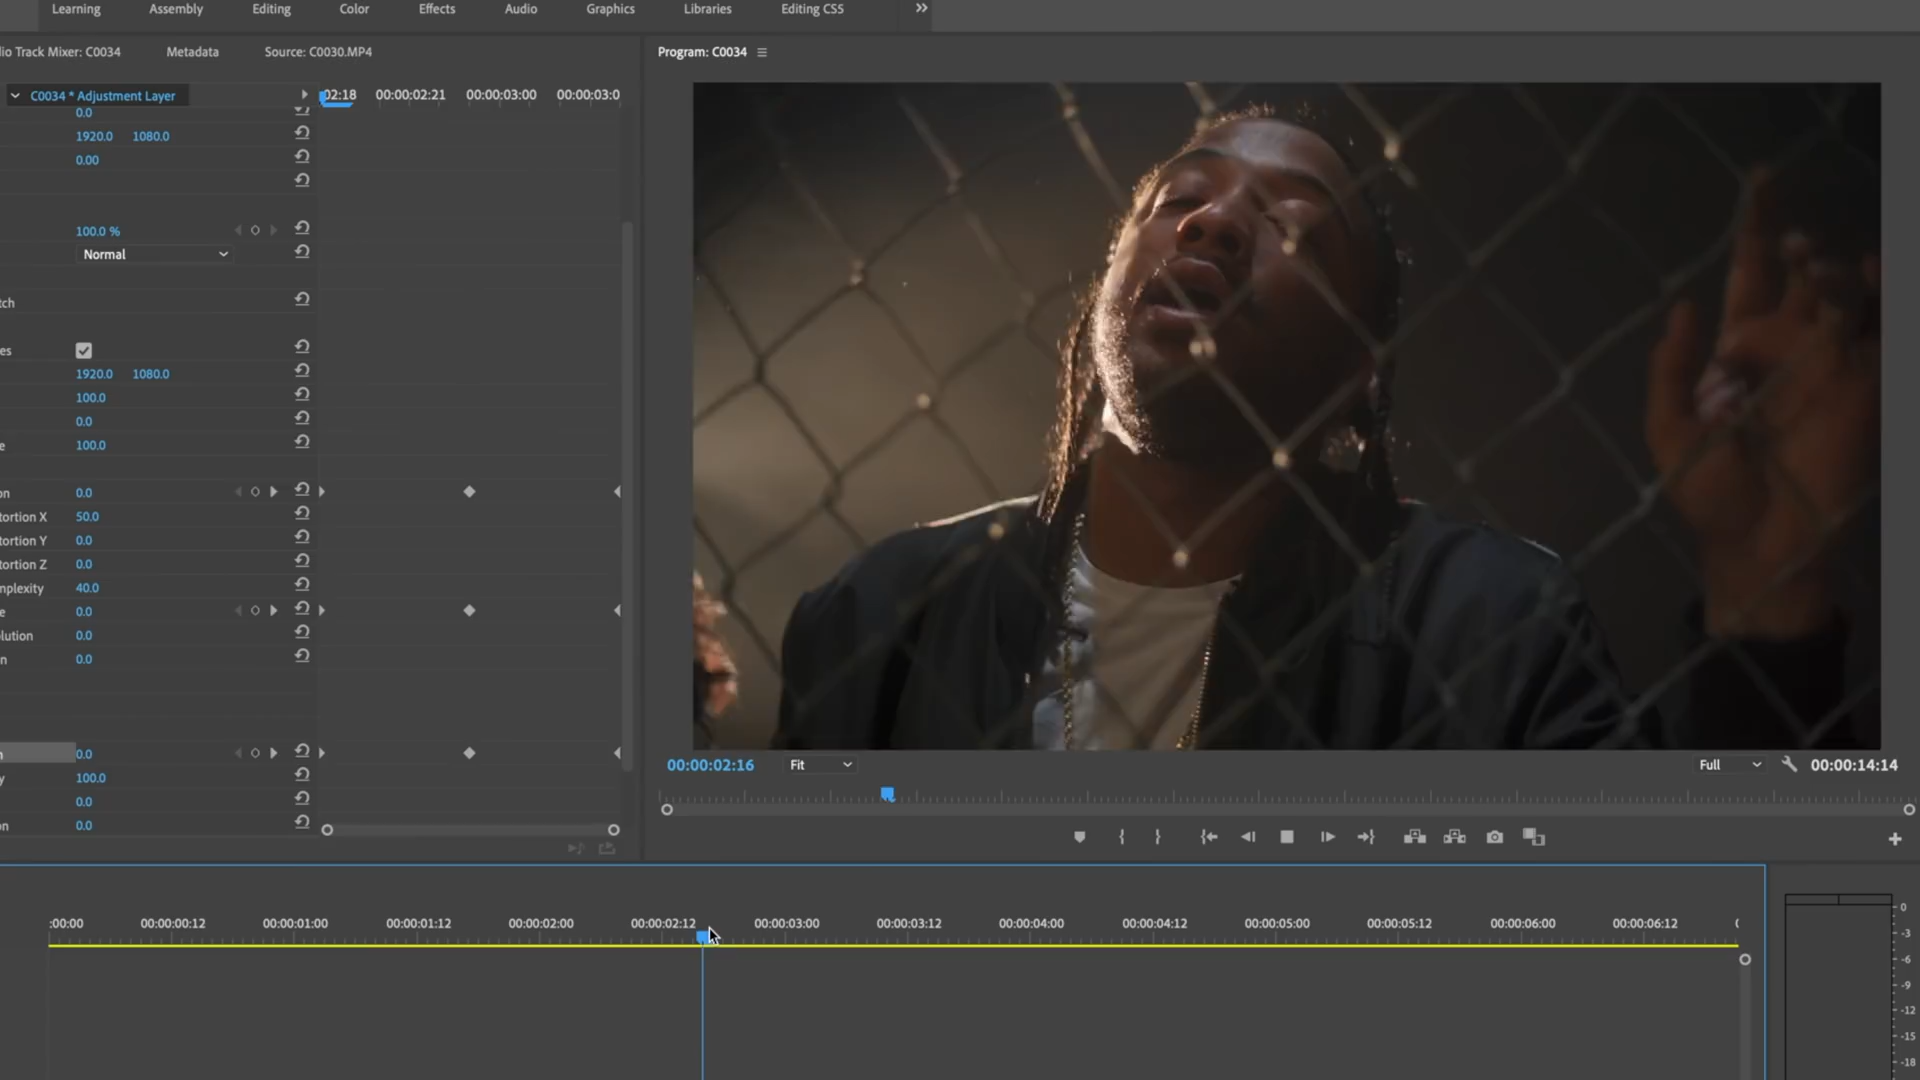 Learning Assembly Editing Color Effects Audio Graphics Libraries Editing CS5
io Track Mixer: C0034 Metadata Source: C0030.MP4 Program: C0034
C0034 * Adjustment Layer 02:18 00:00:02:21 00:00:03:00 00:00:03:0
0.0
1920.0 1080.0
0.00
100.0 %
Normal
tch
es
1920.0 1080.0
100.0
0.0
e 100.0
on 0.0
tortion X 50.0
tortion Y 0.0
tortion Z 0.0
mplexity 40.0
e 0.0
olution 0.0
n 0.0
n 0.0
y 100.0
0.0
on 0.0
00:00:02:16 Fit Full 00:00:14:14
:00:00 00:00:00:12 00:00:01:00 00:00:01:12 00:00:02:00 00:00:02:12 00:00:03:00 00:00:03:12 00:00:04:00 00:00:04:12 00:00:05:00 00:00:05:12 00:00:06:00 00:00:06:12
0
-3
-6
-9
-12
-15
-18